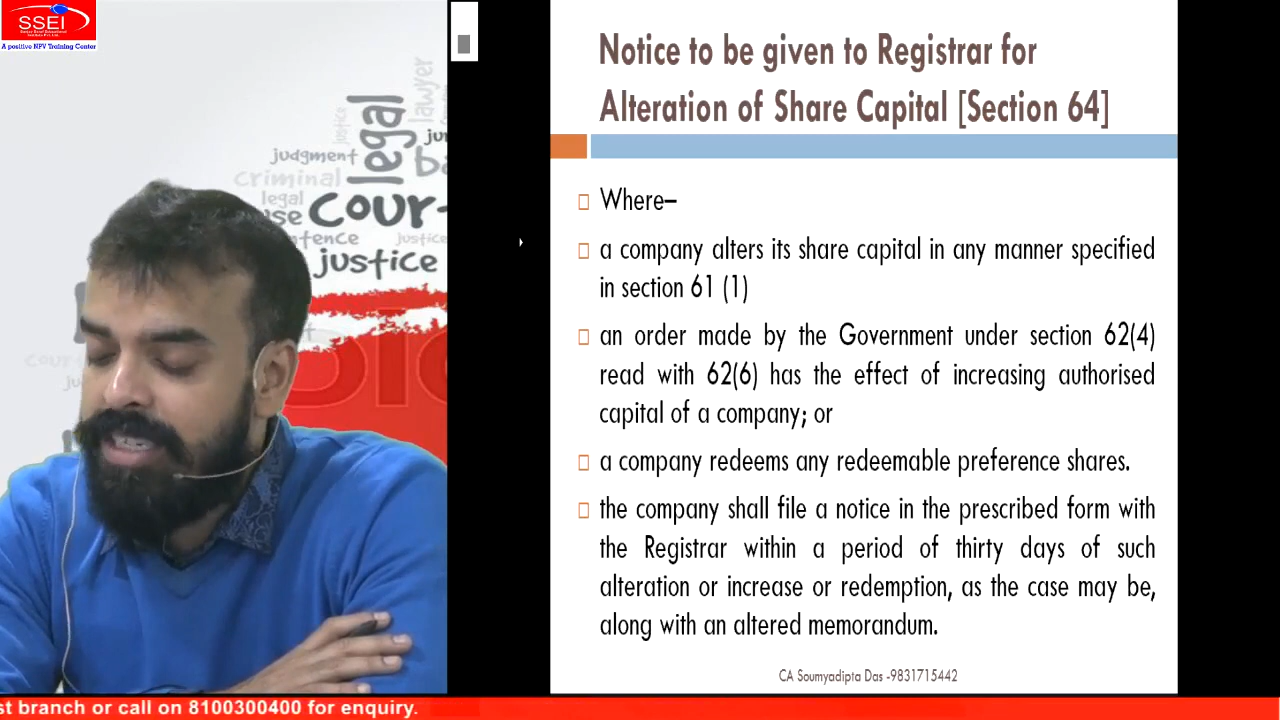 SSEI
A positive NPV Training Center
lawyer
justice
legal
judgment
criminal
legal
cour
justice
justice
Notice to be given to Registrar for
Alteration of Share Capital [Section 64]
Where–
a company alters its share capital in any manner specified
in section 61 (1)
an order made by the Government under section 62(4)
read with 62(6) has the effect of increasing authorised
capital of a company; or
a company redeems any redeemable preference shares.
the company shall file a notice in the prescribed form with
the Registrar within a period of thirty days of such
alteration or increase or redemption, as the case may be,
along with an altered memorandum.
CA Soumyadipta Das -9831715442
st branch or call on 8100300400 for enquiry.